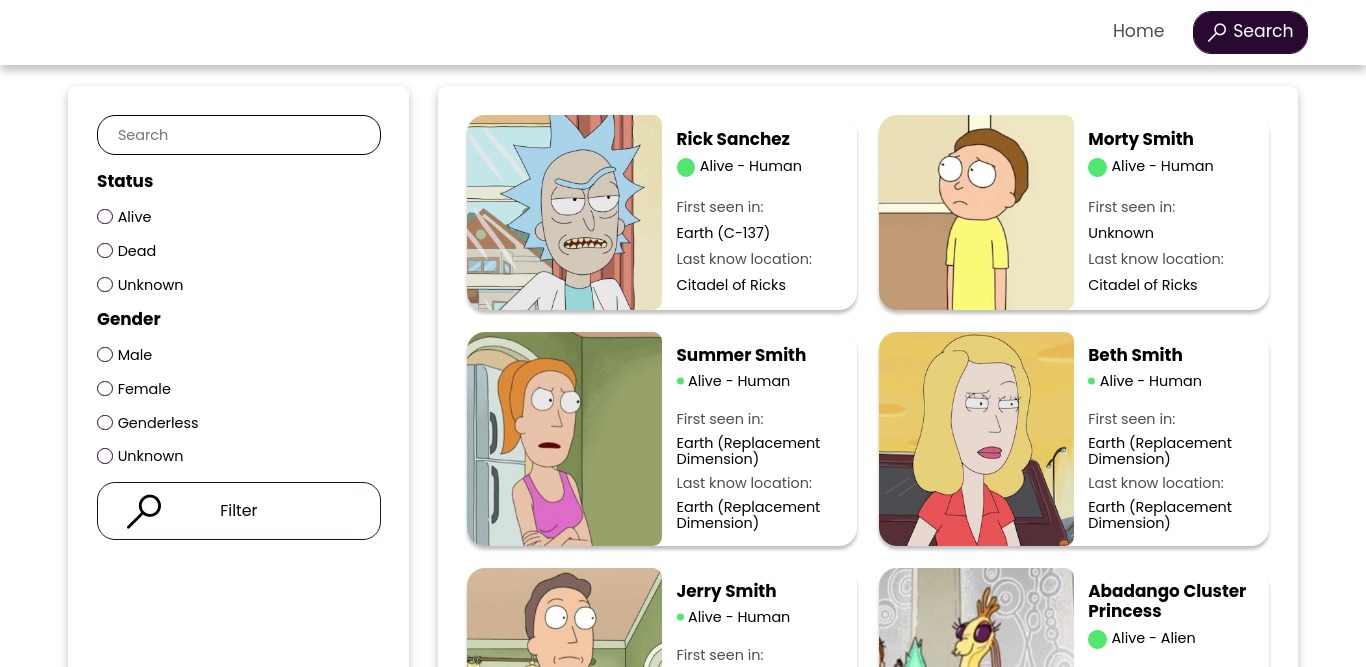 Home
Search
Search
Status
Alive
Dead
Unknown
Gender
Male
Female
Genderless
Unknown
Filter
Rick Sanchez
Alive - Human
First seen in:
Earth (C-137)
Last know location:
Citadel of Ricks
Morty Smith
Alive - Human
First seen in:
Unknown
Last know location:
Citadel of Ricks
Summer Smith
Alive - Human
First seen in:
Earth (Replacement
Dimension)
Last know location:
Earth (Replacement
Dimension)
Beth Smith
Alive - Human
First seen in:
Earth (Replacement
Dimension)
Last know location:
Earth (Replacement
Dimension)
Jerry Smith
Alive - Human
First seen in:
Abadango Cluster
Princess
Alive - Alien